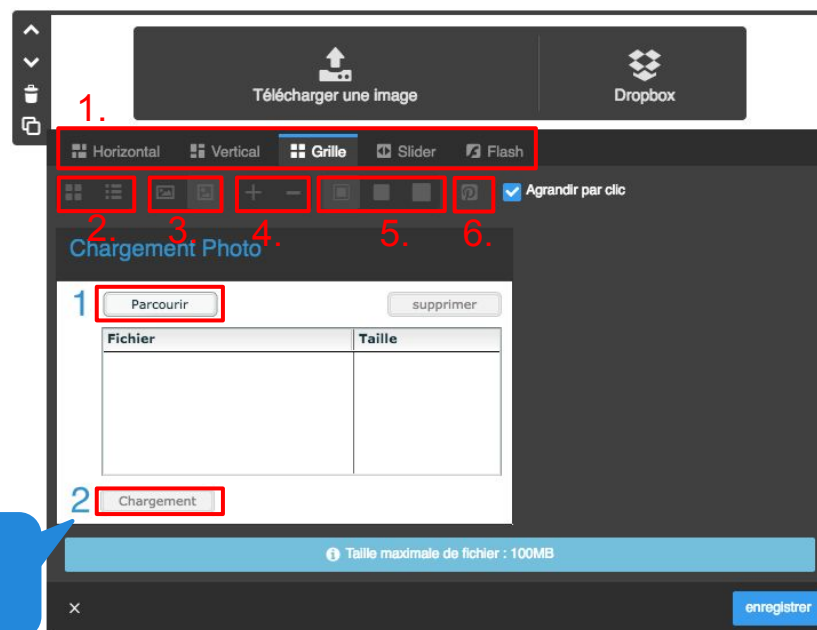 Télécharger une image
Dropbox
1.
Horizontal Vertical Grille Slider Flash
Agrandir par clic
2. 3. 4. 5. 6.
Chargement Photo
1 Parcourir supprimer
Fichier Taille
2 Chargement
Taille maximale de fichier : 100MB
× enregistrer